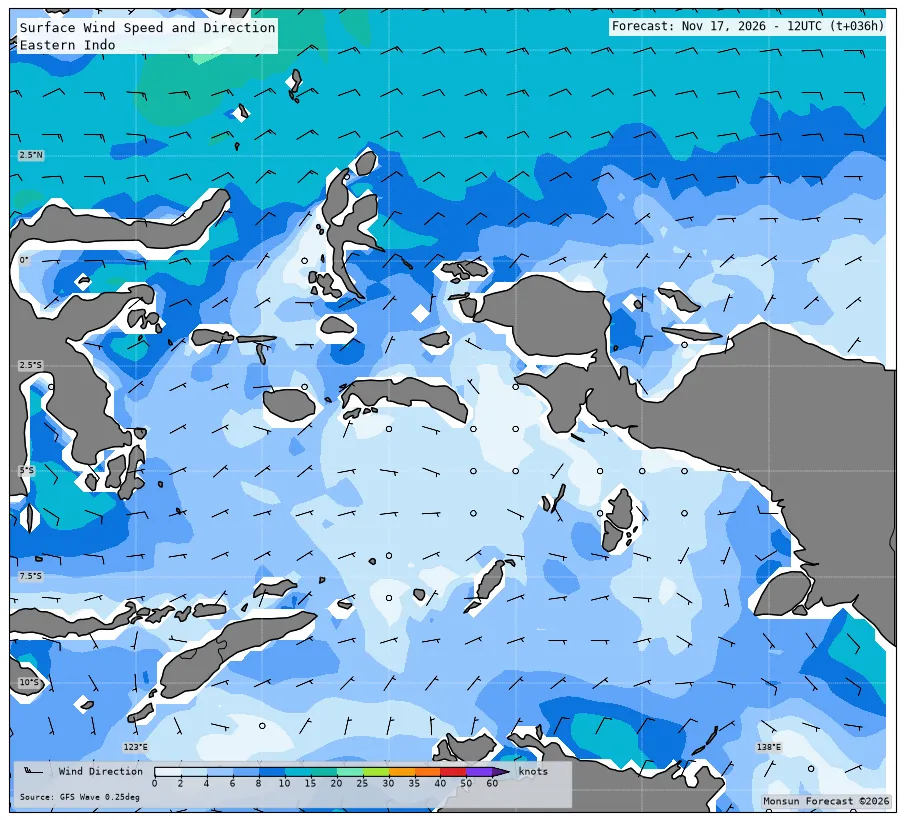 Surface Wind Speed and Direction
Eastern Indo
Forecast: Nov 17, 2026 - 12UTC (t+036h)
2.5°N
0°
2.5°S
5°S
7.5°S
10°S
123°E
138°E
Wind Direction
knots
0 2 4 6 8 10 15 20 25 30 35 40 50 60
Source: GFS Wave 0.25deg
Monsun Forecast ©2026